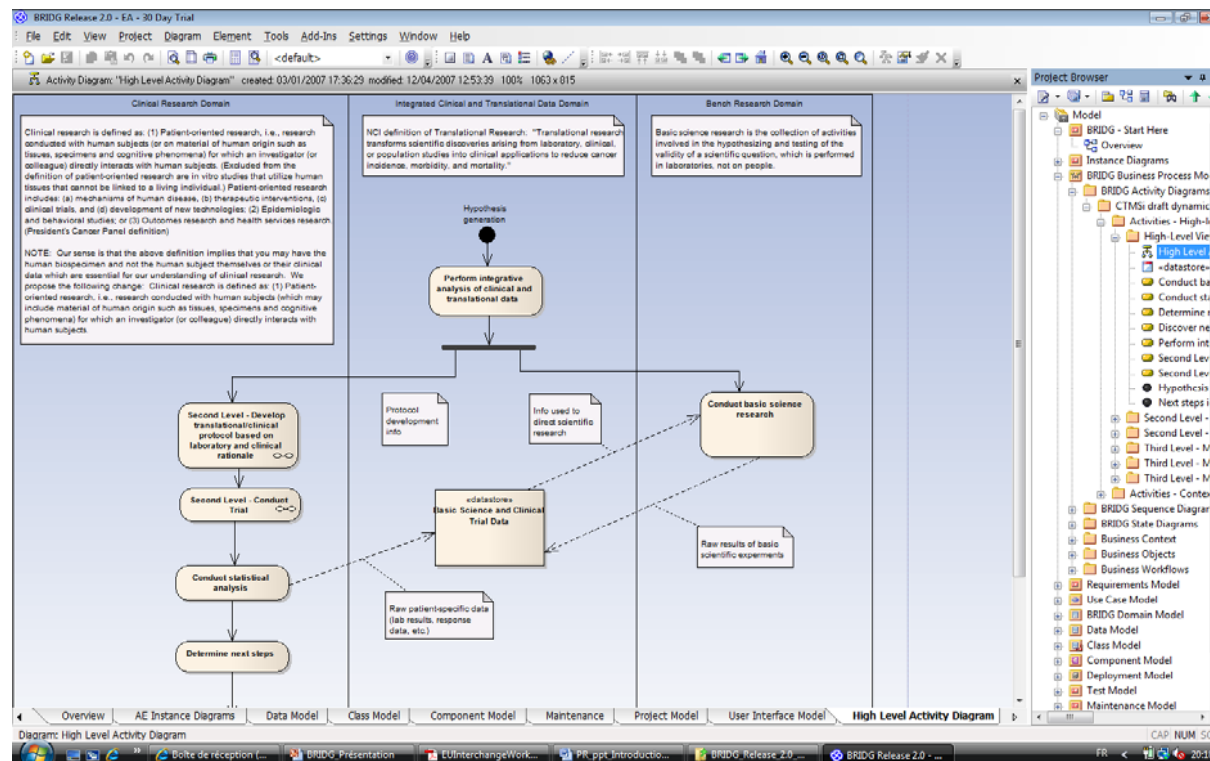 BRIDG Release 2.0 - EA - 30 Day Trial
File Edit View Project Diagram Element Tools Add-Ins Settings Window Help
<default>
Activity Diagram: "High Level Activity Diagram" created: 03/01/2007 17:36:29 modified: 12/04/2007 12:53:39 100% 1063 x 815
Clinical Research Domain
Clinical research is defined as: (1) Patient-oriented research, i.e., research
conducted with human subjects (or on material of human origin such as
tissues, specimens and cognitive phenomena) for which an investigator (or
colleague) directly interacts with human subjects. (Excluded from the
definition of patient-oriented research are in vitro studies that utilize human
tissues that cannot be linked to a living individual.) Patient-oriented research
includes: (a) mechanisms of human disease, (b) therapeutic interventions, (c)
clinical trials, and (d) development of new technologies; (2) Epidemiologic
and behavioral studies; or (3) Outcomes research and health services research.
(President's Cancer Panel definition)
NOTE: Our sense is that the above definition implies that you may have the
human biospecimen and not the human subject themselves or their clinical
data which are essential for our understanding of clinical research. We
propose the following change: Clinical research is defined as: (1) Patient-
oriented research, i.e., research conducted with human subjects (which may
include material of human origin such as tissues, specimens and cognitive
phenomena) for which an investigator (or colleague) directly interacts with
human subjects.
Integrated Clinical and Translational Data Domain
NCI definition of Translational Research: "Translational research
transforms scientific discoveries arising from laboratory, clinical,
or population studies into clinical applications to reduce cancer
incidence, morbidity, and mortality."
Bench Research Domain
Basic science research is the collection of activities
involved in the hypothesizing and testing of the
validity of a scientific question, which is performed
in laboratories, not on people.
Hypothesis
generation
Perform integrative
analysis of clinical and
translational data
Second Level - Develop
translational/clinical
protocol based on
laboratory and clinical
rationale
Protocol
development
info
Info used to
direct scientific
research
Conduct basic science
research
Second Level - Conduct
Trial
«datastore»
Basic Science and Clinical
Trial Data
Raw results of basic
scientific experments
Conduct statistical
analysis
Raw patient-specific data
(lab results, response
data, etc.)
Determine next steps
Project Browser
Model
BRIDG - Start Here
Overview
Instance Diagrams
BRIDG Business Process Mo
BRIDG Activity Diagrams
CTMSi draft dynamic
Activities - High-l
High-Level Vie
High Level
«datastore»
Conduct ba
Conduct sta
Determine
Discover ne
Perform int
Second Lev
Second Lev
Hypothesis
Next steps i
Second Level -
Second Level -
Third Level - M
Third Level - M
Third Level - M
Activities - Contex
BRIDG Sequence Diagrar
BRIDG State Diagrams
Business Context
Business Objects
Business Workflows
Requirements Model
Use Case Model
BRIDG Domain Model
Data Model
Class Model
Component Model
Deployment Model
Test Model
Maintenance Model
Overview AE Instance Diagrams Data Model Class Model Component Model Maintenance Project Model User Interface Model High Level Activity Diagram
Diagram: High Level Activity Diagram
CAP NUM SC
Boîte de réception (... BRIDG_Présentation EUInterchangeWork... PR_ppt_Introductio... BRIDG_Release_2.0_... BRIDG Release 2.0 - ... FR < 20:15